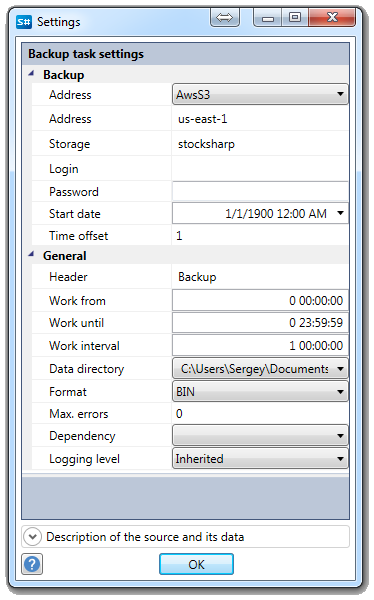 S# Settings
Backup task settings
Backup
Address AwsS3
Address us-east-1
Storage stocksharp
Login
Password
Start date 1/1/1900 12:00 AM
Time offset 1
General
Header Backup
Work from 0 00:00:00
Work until 0 23:59:59
Work interval 1 00:00:00
Data directory C:\Users\Sergey\Documents
Format BIN
Max. errors 0
Dependency
Logging level Inherited
Description of the source and its data
? OK